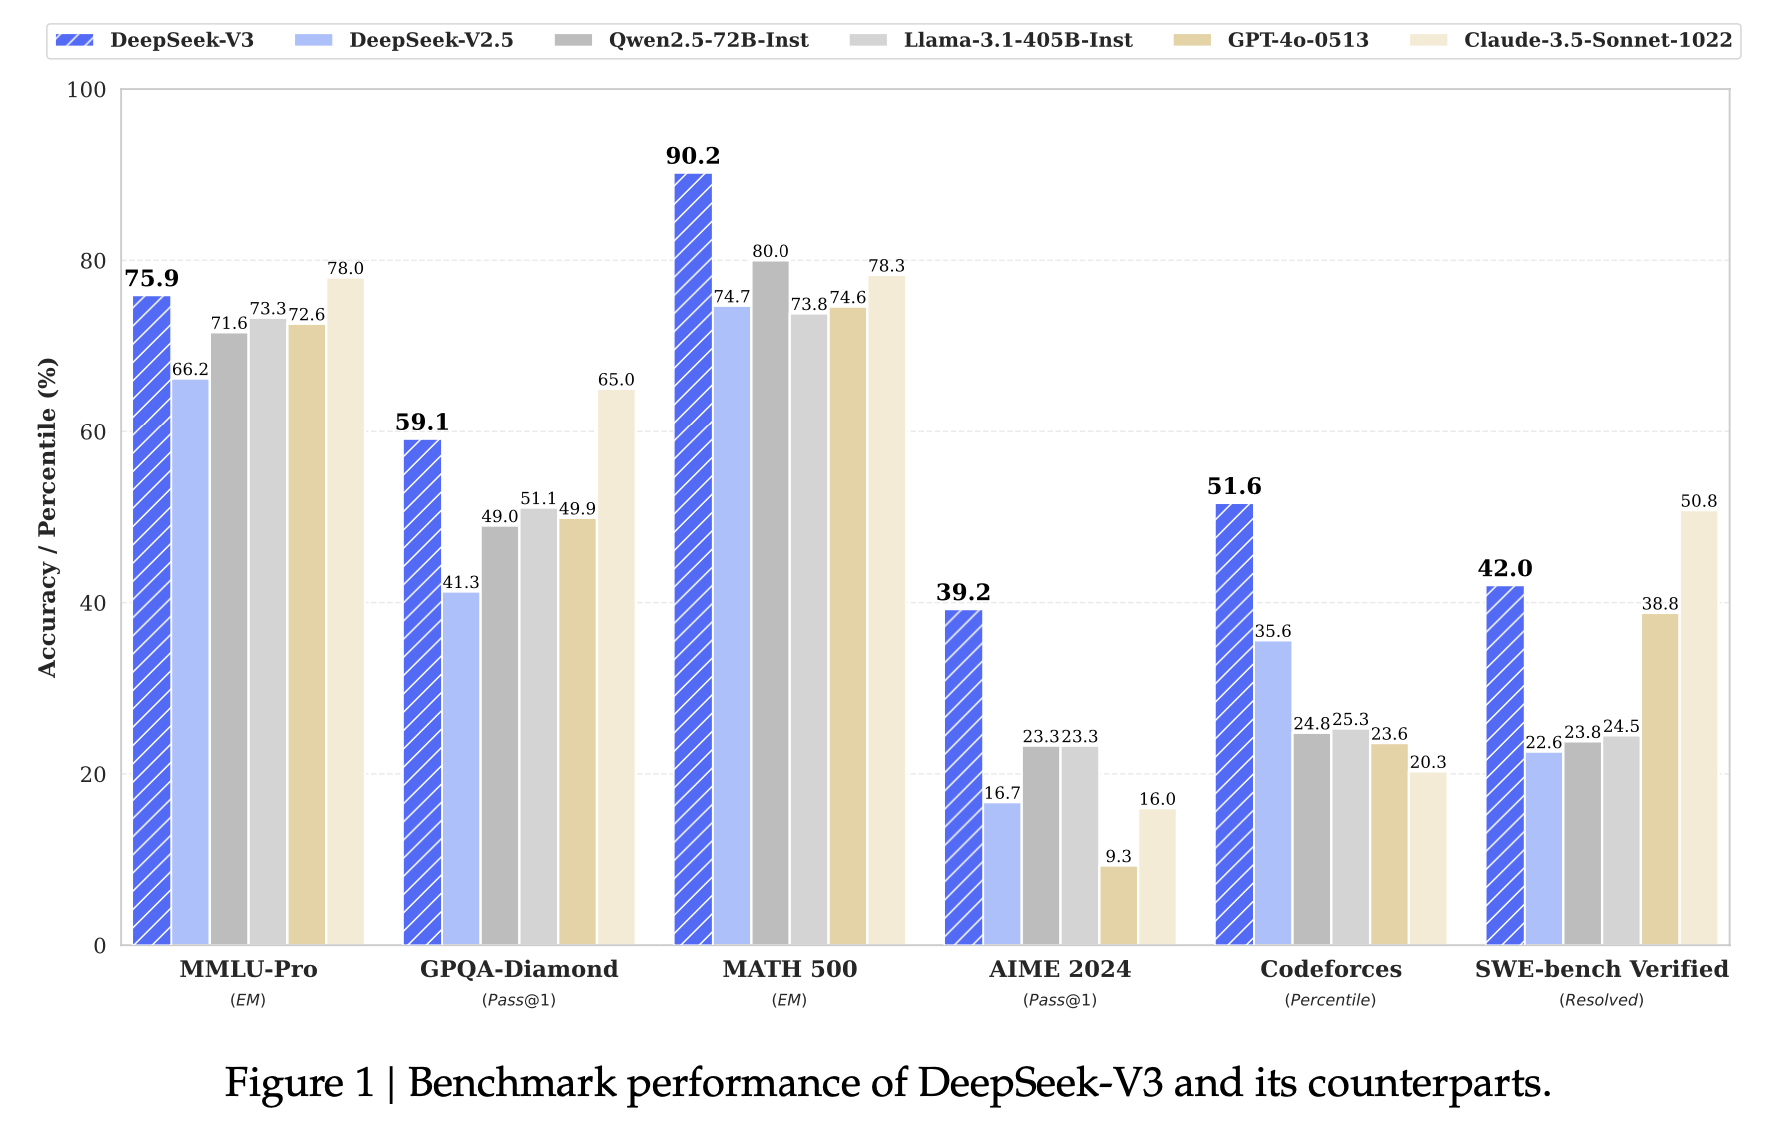 DeepSeek-V3 DeepSeek-V2.5 Qwen2.5-72B-Inst Llama-3.1-405B-Inst GPT-4o-0513 Claude-3.5-Sonnet-1022
Accuracy / Percentile (%)
100
80
60
40
20
0
75.9 66.2 71.6 73.3 72.6 78.0
59.1 41.3 49.0 51.1 49.9 65.0
90.2 74.7 80.0 73.8 74.6 78.3
39.2 16.7 23.3 23.3 9.3 16.0
51.6 35.6 24.8 25.3 23.6 20.3
42.0 22.6 23.8 24.5 38.8 50.8
MMLU-Pro GPQA-Diamond MATH 500 AIME 2024 Codeforces SWE-bench Verified
(EM) (Pass@1) (EM) (Pass@1) (Percentile) (Resolved)
Figure 1 | Benchmark performance of DeepSeek-V3 and its counterparts.